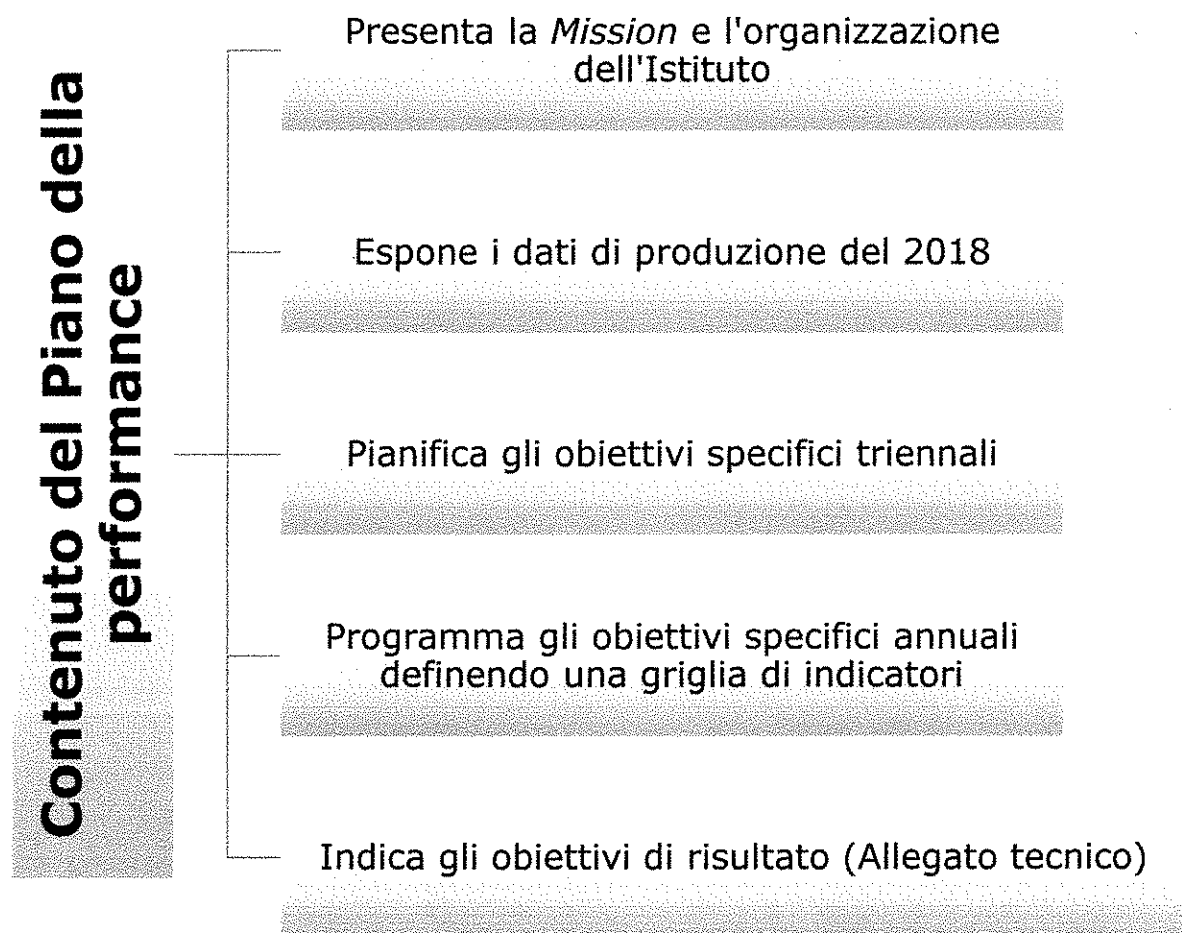 Contenuto del Piano della
performance
Presenta la Mission e l'organizzazione
dell'Istituto
Espone i dati di produzione del 2018
Pianifica gli obiettivi specifici triennali
Programma gli obiettivi specifici annuali
definendo una griglia di indicatori
Indica gli obiettivi di risultato (Allegato tecnico)